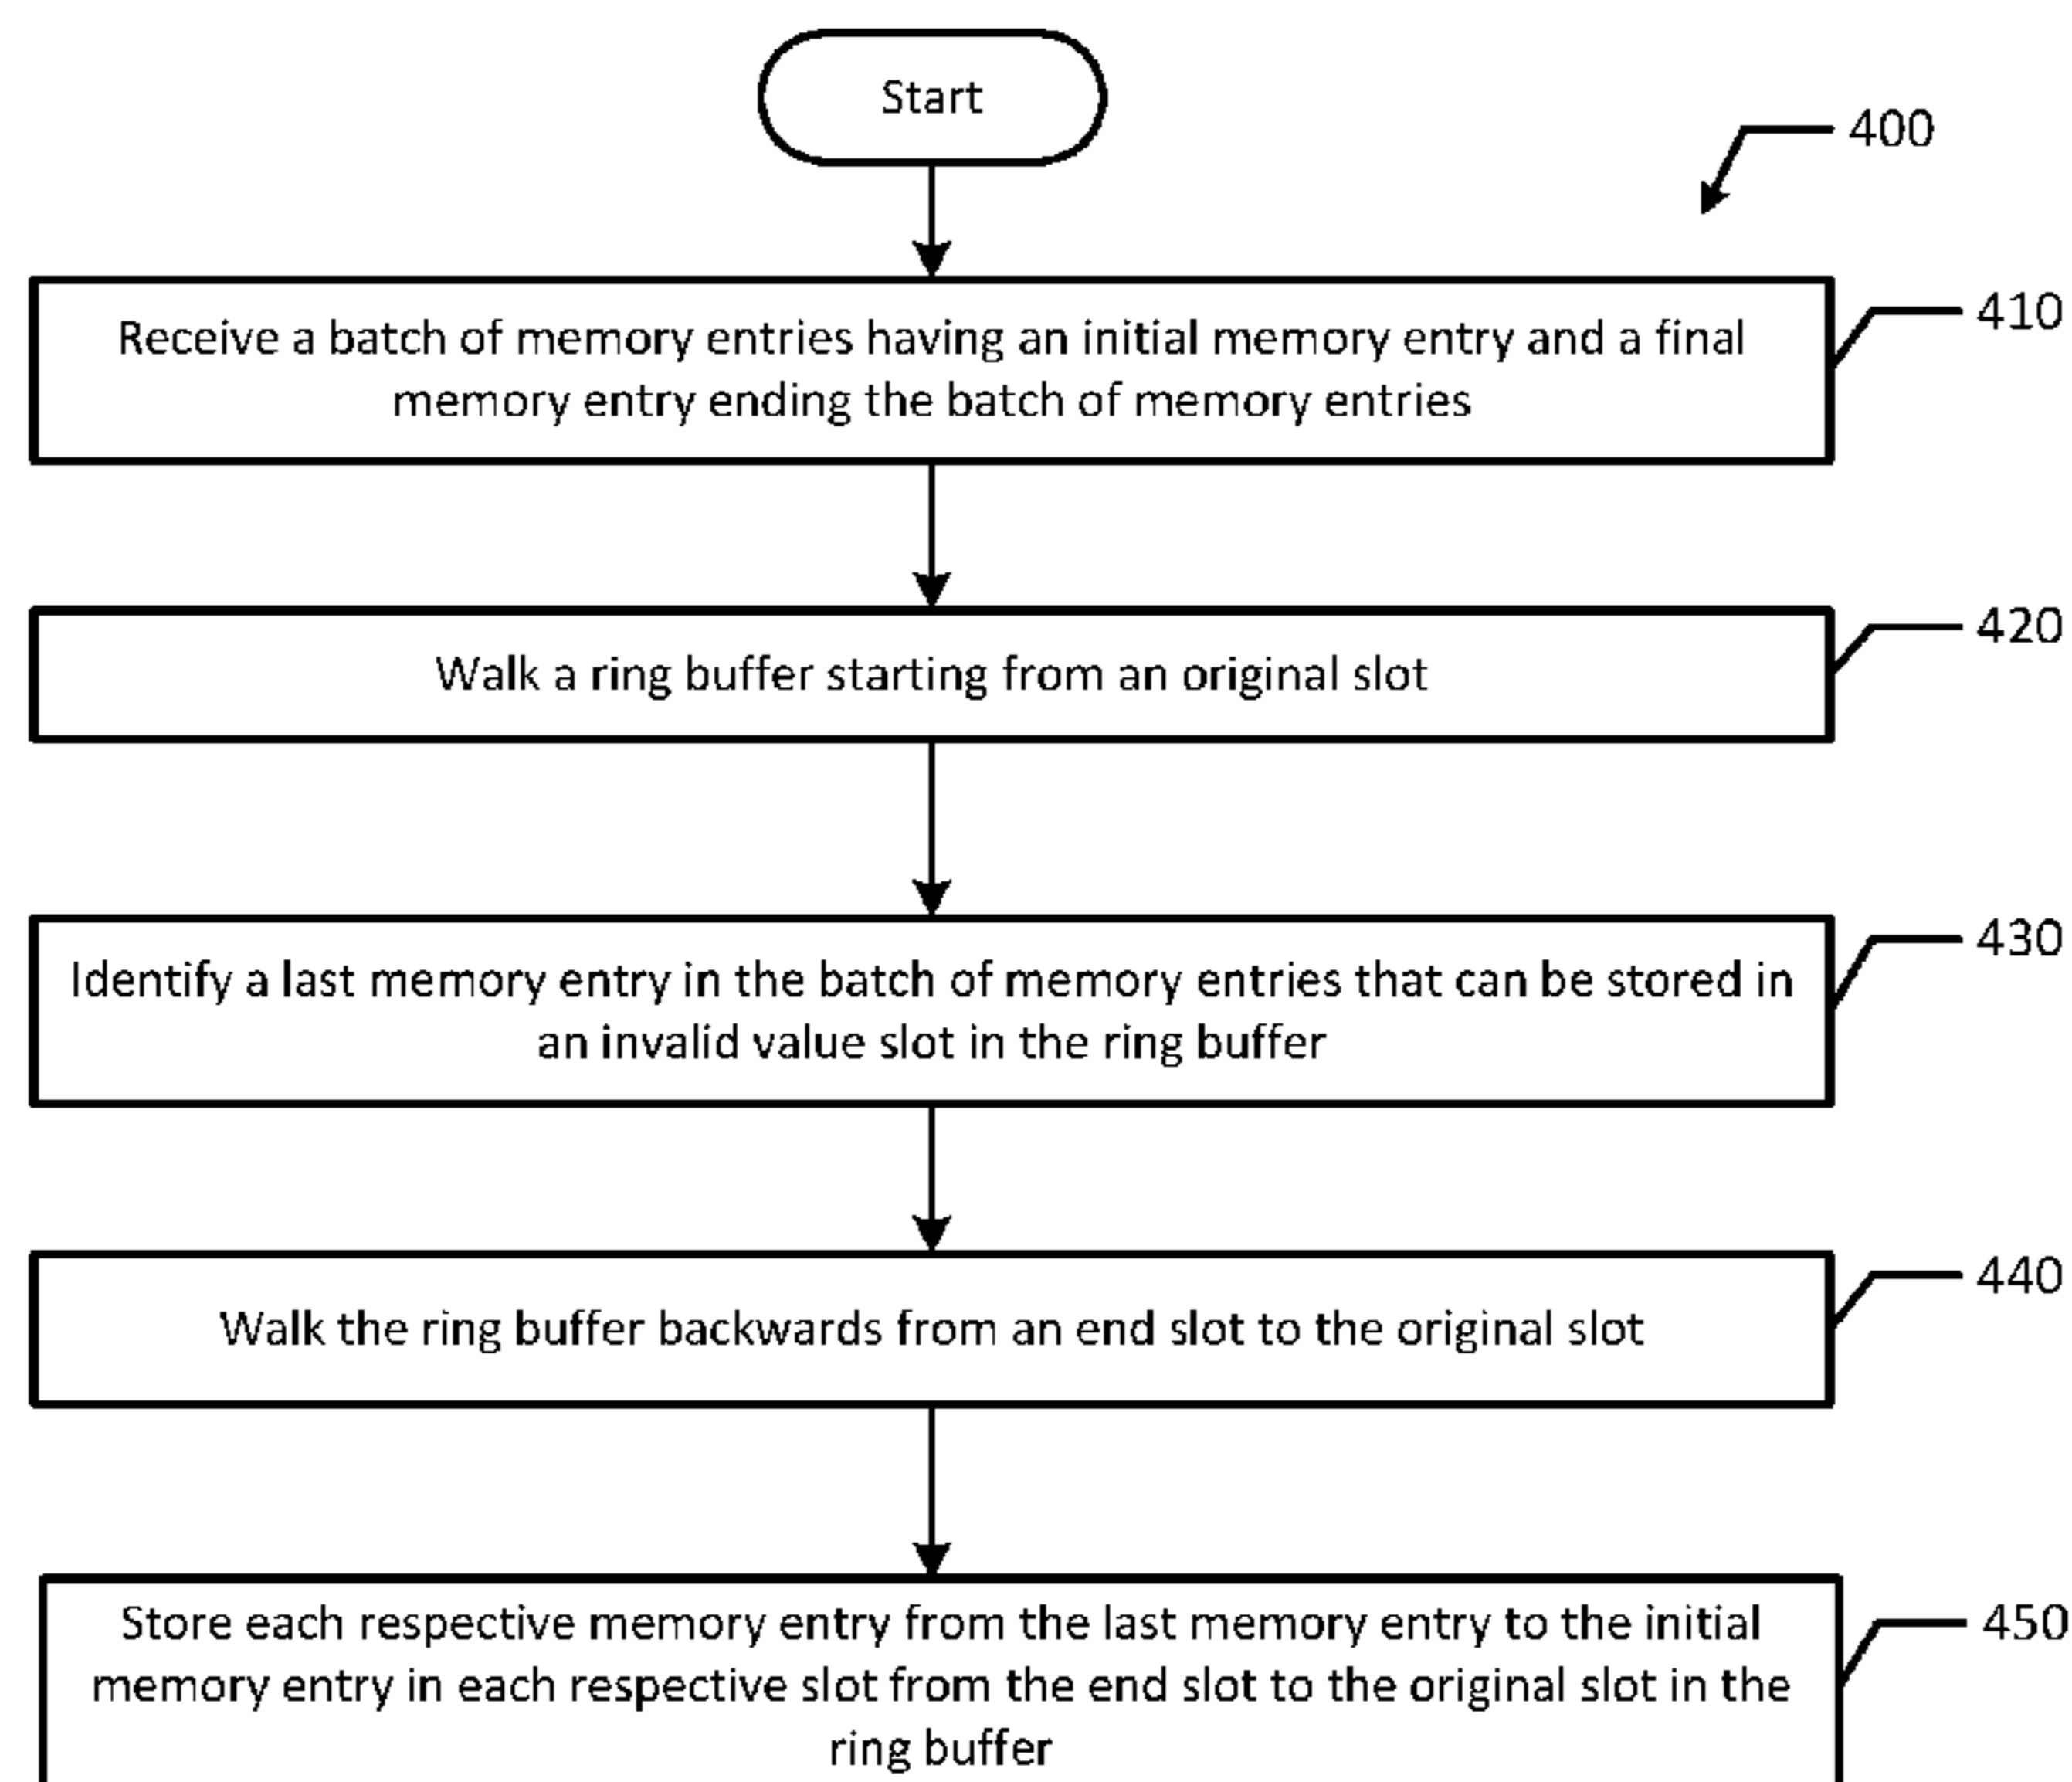 Start
400
410
Receive a batch of memory entries having an initial memory entry and a final
memory entry ending the batch of memory entries
420
Walk a ring buffer starting from an original slot
430
Identify a last memory entry in the batch of memory entries that can be stored in
an invalid value slot in the ring buffer
440
Walk the ring buffer backwards from an end slot to the original slot
450
Store each respective memory entry from the last memory entry to the initial
memory entry in each respective slot from the end slot to the original slot in the
ring buffer